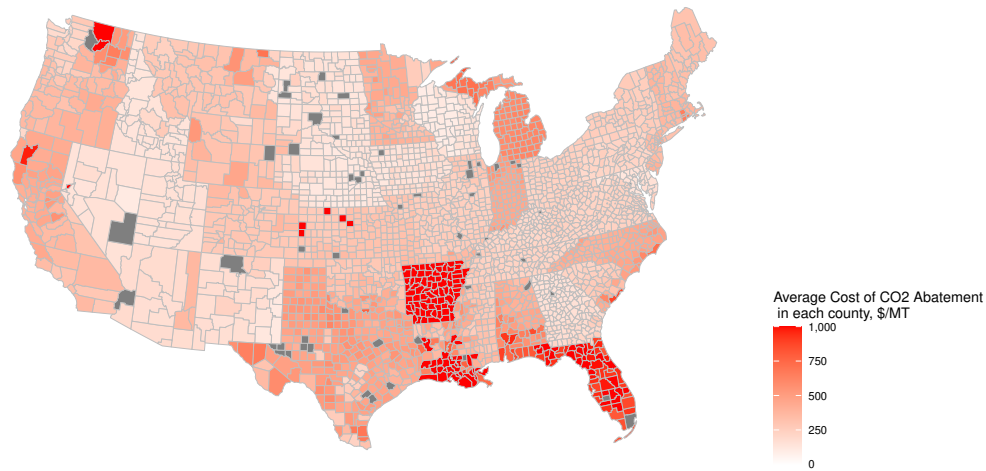 Average Cost of CO2 Abatement
in each county, $/MT
1,000
750
500
250
0